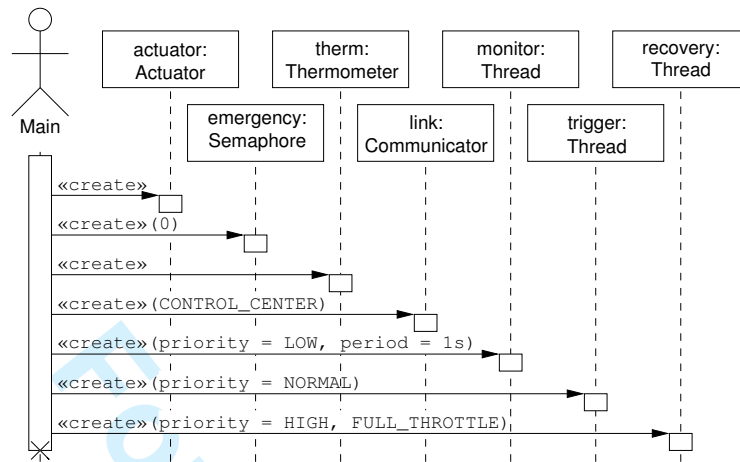 actuator:
Actuator
therm:
Thermometer
monitor:
Thread
recovery:
Thread
Main
emergency:
Semaphore
link:
Communicator
trigger:
Thread
«create»
«create»(0)
«create»
«create»(CONTROL_CENTER)
«create»(priority = LOW, period = 1s)
«create»(priority = NORMAL)
«create»(priority = HIGH, FULL_THROTTLE)